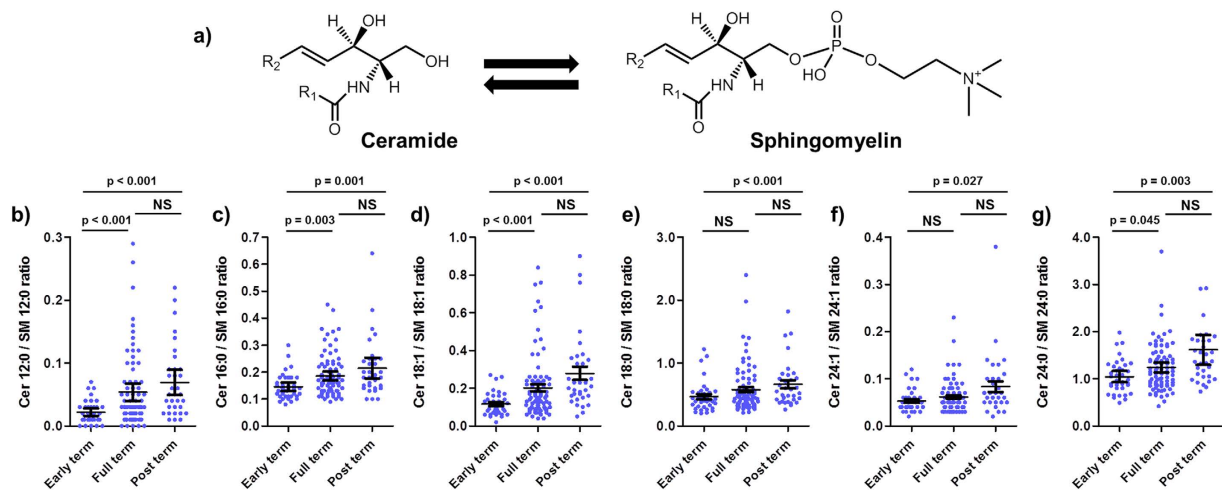 a)
H
OH
R2
OH
HN
H
R1
O
Ceramide
H
OH
O
R2
O
P
O
HO
HN
H
N+
R1
O
Sphingomyelin
b)
p < 0.001
NS
p < 0.001
Cer 12:0 / SM 12:0 ratio
0.3
0.2
0.1
0.0
Early term
Full term
Post term
c)
p = 0.001
NS
p = 0.003
Cer 16:0 / SM 16:0 ratio
0.7
0.6
0.5
0.4
0.3
0.2
0.1
0.0
Early term
Full term
Post term
d)
p < 0.001
NS
p < 0.001
Cer 18:1 / SM 18:1 ratio
1.0
0.8
0.6
0.4
0.2
0.0
Early term
Full term
Post term
e)
p < 0.001
NS
NS
Cer 18:0 / SM 18:0 ratio
3.0
2.0
1.0
0.0
Early term
Full term
Post term
f)
p = 0.027
NS
NS
Cer 24:1 / SM 24:1 ratio
0.4
0.3
0.2
0.1
0.0
Early term
Full term
Post term
g)
p = 0.003
NS
p = 0.045
Cer 24:0 / SM 24:0 ratio
4.0
3.0
2.0
1.0
0.0
Early term
Full term
Post term